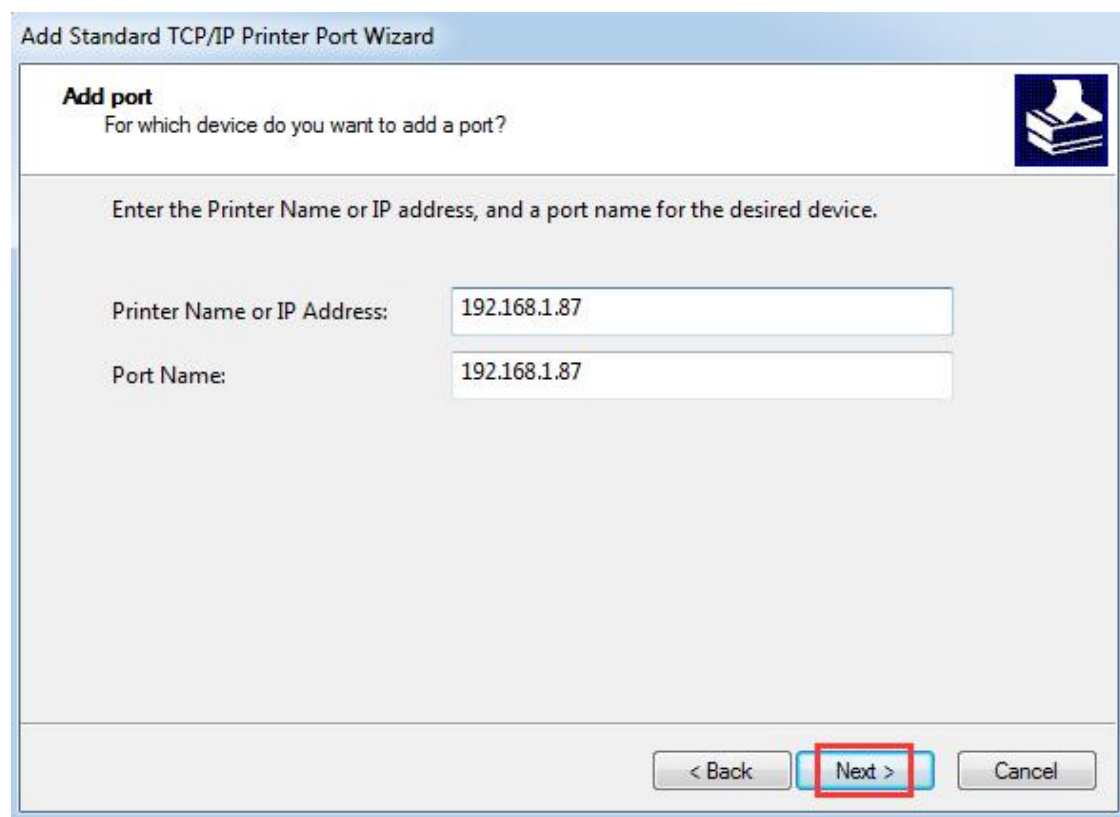 Add Standard TCP/IP Printer Port Wizard
Add port
For which device do you want to add a port?
Enter the Printer Name or IP address, and a port name for the desired device.
Printer Name or IP Address: 192.168.1.87
Port Name: 192.168.1.87
< Back Next > Cancel